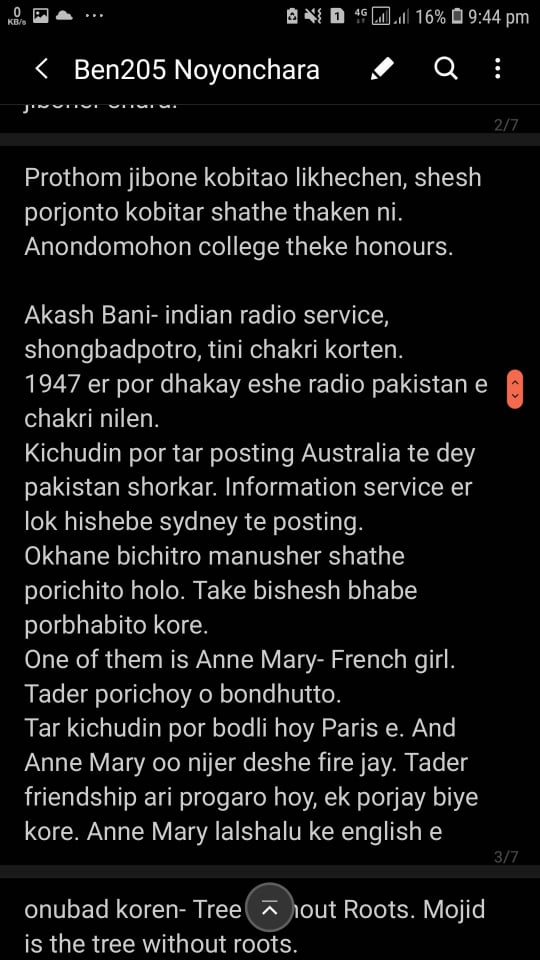 0
KB/s
1
4G
16%
9:44 pm
Ben205 Noyonchara
2/7
Prothom jibone kobitao likhechen, shesh
porjonto kobitar shathe thaken ni.
Anondomohon college theke honours.
Akash Bani- indian radio service,
shongbadpotro, tini chakri korten.
1947 er por dhakay eshe radio pakistan e
chakri nilen.
Kichudin por tar posting Australia te dey
pakistan shorkar. Information service er
lok hishebe sydney te posting.
Okhane bichitro manusher shathe
porichito holo. Take bishesh bhabe
porbhabito kore.
One of them is Anne Mary- French girl.
Tader porichoy o bondhutto.
Tar kichudin por bodli hoy Paris e. And
Anne Mary oo nijer deshe fire jay. Tader
friendship ari progaro hoy, ek porjay biye
kore. Anne Mary lalshalu ke english e
3/7
onubad koren- Tree hout Roots. Mojid
is the tree without roots.